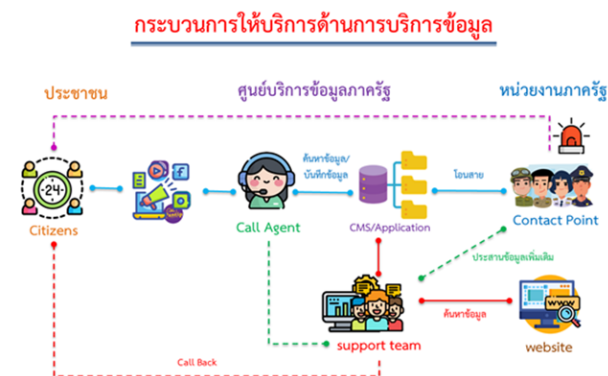 กระบวนการให้บริการด้านการบริการข้อมูล
ประชาชน
ศูนย์บริการข้อมูลภาครัฐ
หน่วยงานภาครัฐ
24
ค้นหาข้อมูล/
บันทึกข้อมูล
โอนสาย
Citizens
Call Agent
CMS/Application
Contact Point
ประสานข้อมูลเพิ่มเติม
www
ค้นหาข้อมูล
support team
website
Call Back